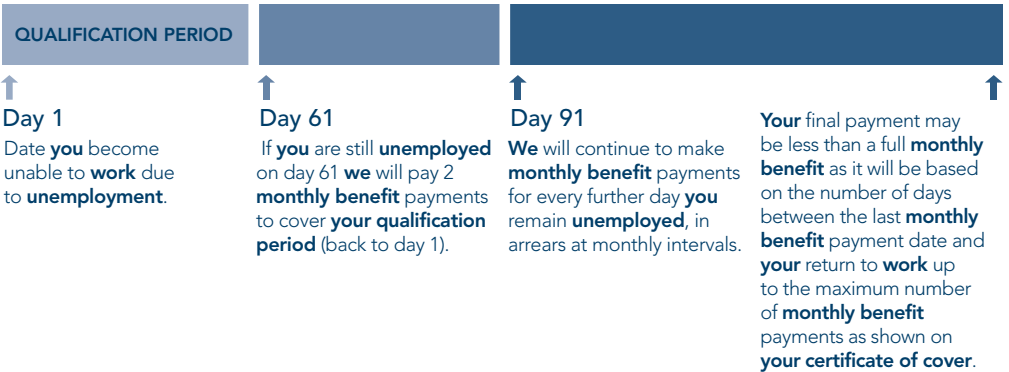 QUALIFICATION PERIOD
Day 1
Date you become
unable to work due
to unemployment.
Day 61
If you are still unemployed
on day 61 we will pay 2
monthly benefit payments
to cover your qualification
period (back to day 1).
Day 91
We will continue to make
monthly benefit payments
for every further day you
remain unemployed, in
arrears at monthly intervals.
Your final payment may
be less than a full monthly
benefit as it will be based
on the number of days
between the last monthly
benefit payment date and
your return to work up
to the maximum number
of monthly benefit
payments as shown on
your certificate of cover.